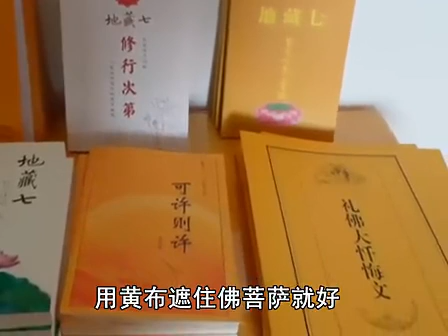 地藏七
修行次第
地藏七
地藏七
可许则许
礼佛大忏悔文
用黄布遮住佛菩萨就好